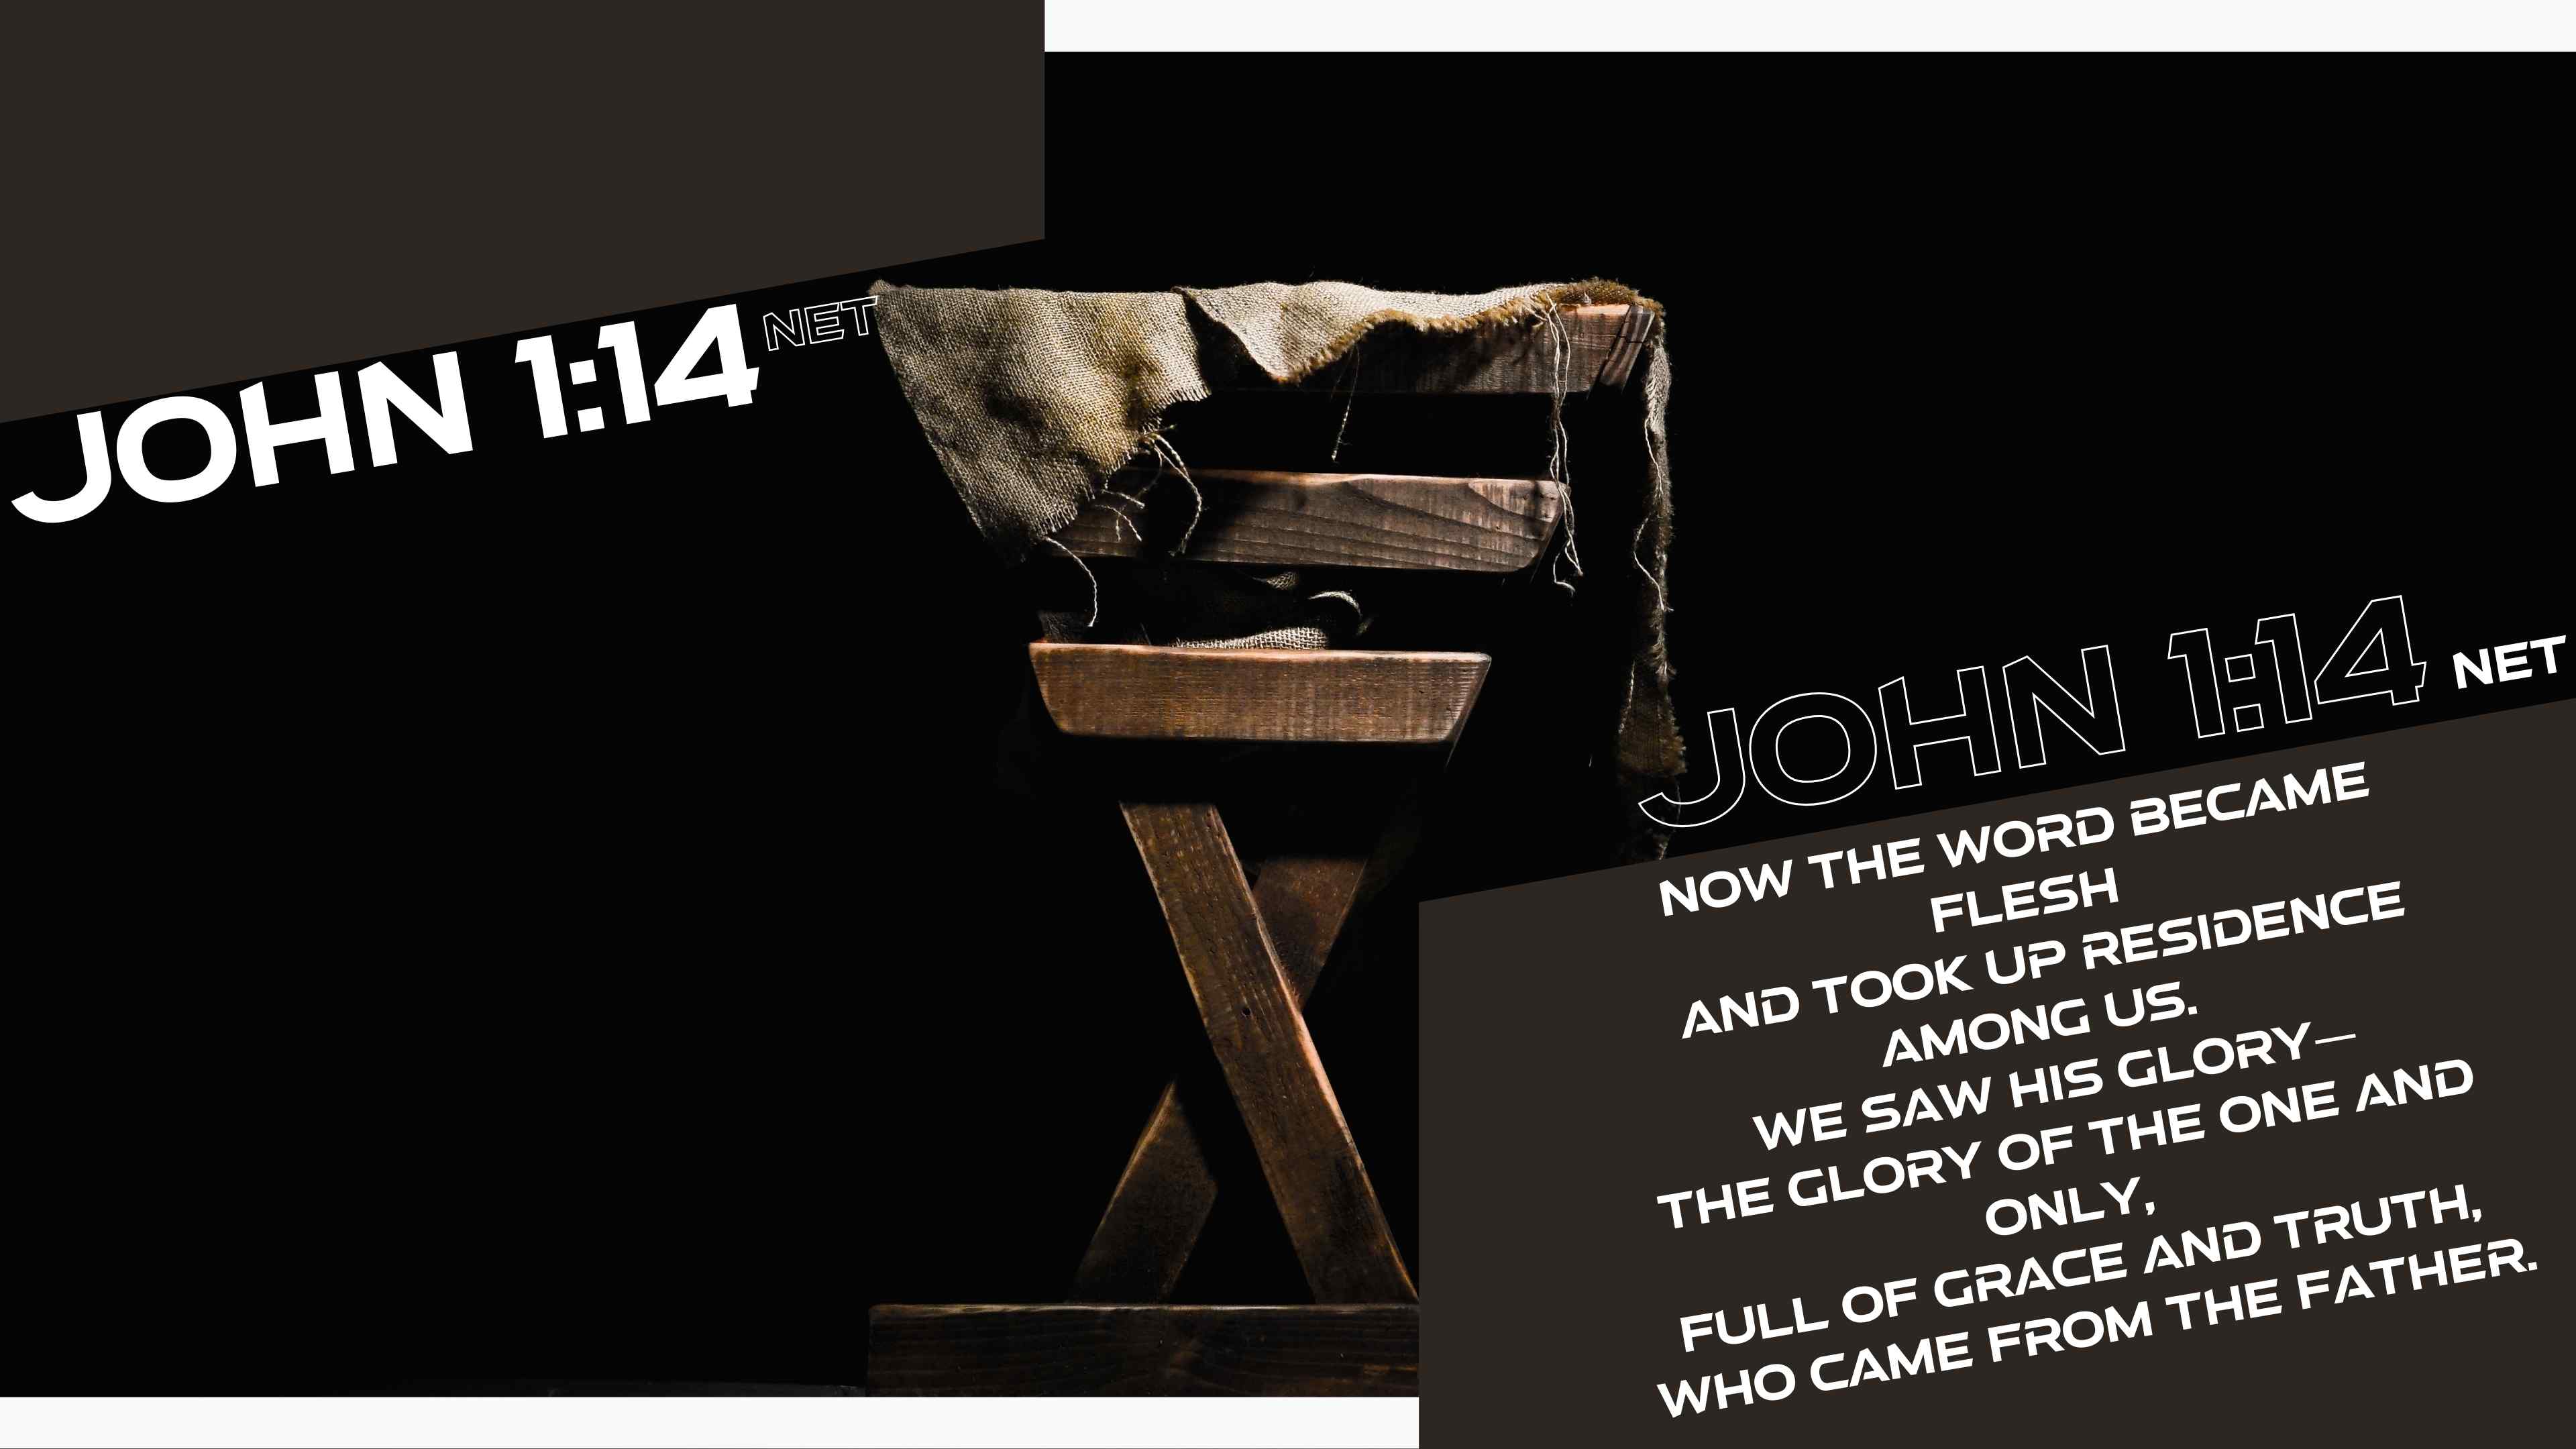 JOHN 1:14 NET
JOHN 1:14 NET
NOW THE WORD BECAME
FLESH
AND TOOK UP RESIDENCE
AMONG US.
WE SAW HIS GLORY—
THE GLORY OF THE ONE AND
ONLY,
FULL OF GRACE AND TRUTH,
WHO CAME FROM THE FATHER.